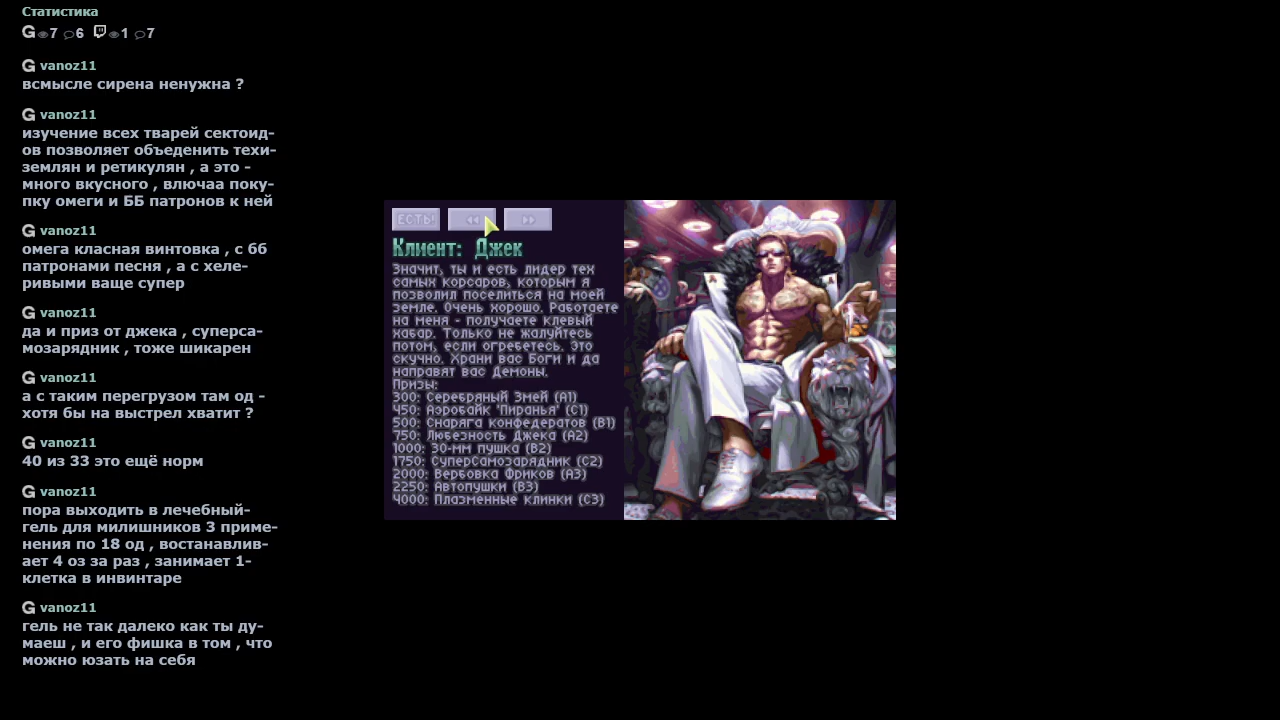 Статистика
G 7 6 1 7
vanoz11
всмысле сирена ненужна ?
vanoz11
изучение всех тварей сектоид-
ов позволяет объеденить техи-
землян и ретикулян , а это -
много вкусного , влючаа поку-
пку омеги и ББ патронов к ней
vanoz11
омега класная винтовка , с бб
патронами песня , а с хеле-
ривыми ваще супер
vanoz11
да и приз от джека , суперса-
мозарядник , тоже шикарен
vanoz11
а с таким перегрузом там од -
хотя бы на выстрел хватит ?
vanoz11
40 из 33 это ещё норм
vanoz11
пора выходить в лечебный-
гель для милишников 3 приме-
нения по 18 од , востанавлив-
ает 4 оз за раз , занимает 1-
клетка в инвинтаре
vanoz11
гель не так далеко как ты ду-
маеш , и его фишка в том , что
можно юзать на себя
ЕСТЬ!
Клиент: Джек
Значит, ты и есть лидер тех
самых корсаров, которым я
позволил поселиться на моей
земле. Очень хорошо. Работаете
на меня - получаете клевый
хабар. Только не жалуйтесь
потом, если огребетесь. Это
скучно. Храни вас Боги и да
направят вас Демоны.
Призы:
300: Серебряный Змей (A1)
450: Аэробайк 'Пиранья' (C1)
500: Снаряга конфедератов (B1)
750: Любезность Джека (A2)
1000: 30-мм пушка (B2)
1750: СуперСамозарядник (C2)
2000: Вербовка Фриков (A3)
2250: Автопушки (B3)
4000: Плазменные клинки (C3)